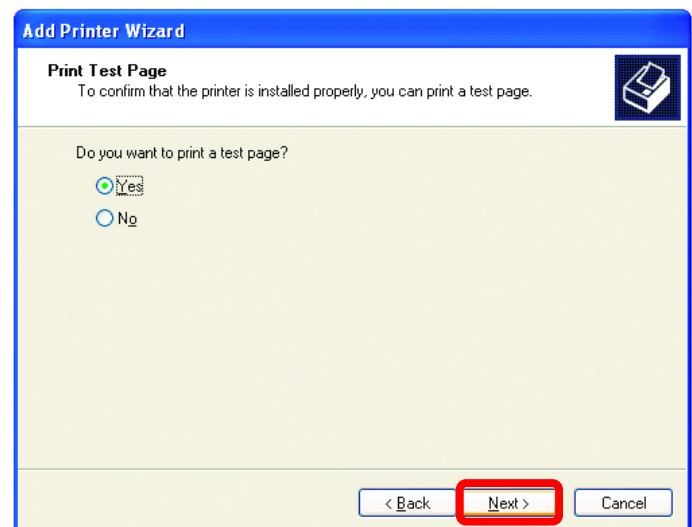 Add Printer Wizard
Print Test Page
To confirm that the printer is installed properly, you can print a test page.
Do you want to print a test page?
Yes
No
< Back
Next >
Cancel